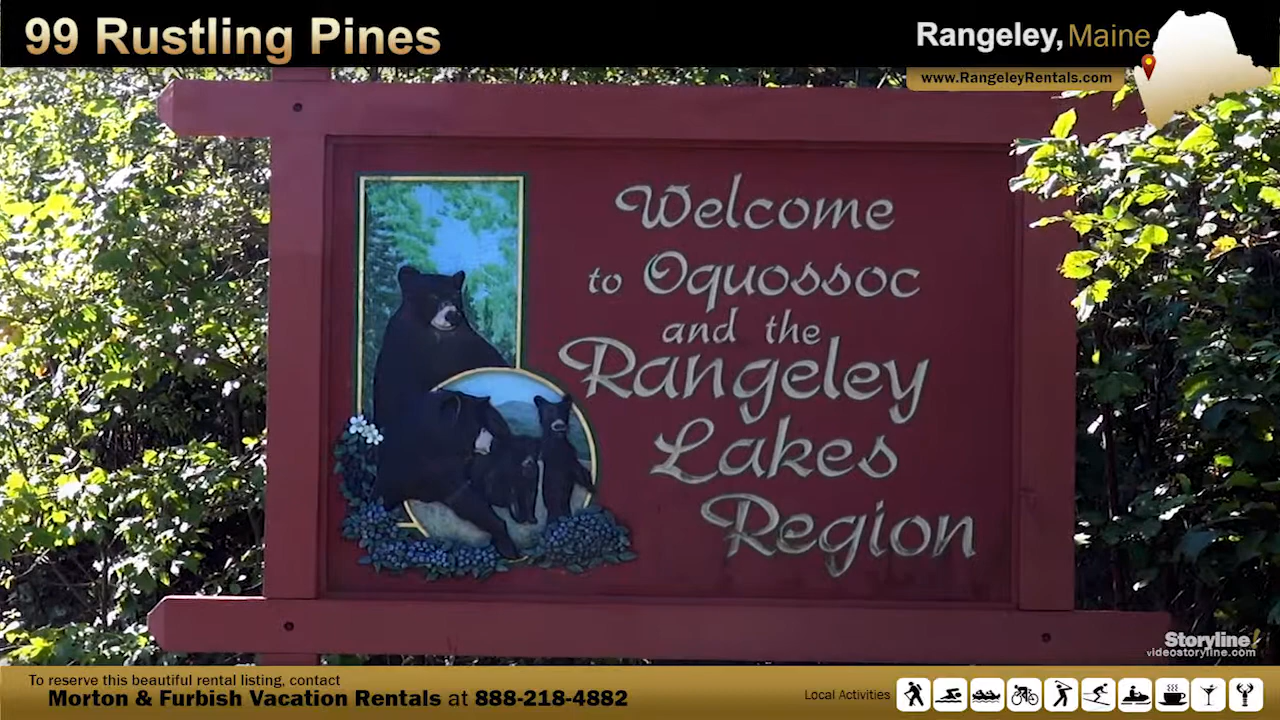 99 Rustling Pines
Rangeley, Maine
www.RangeleyRentals.com
Welcome
to Oquossoc
and the
Rangeley
Lakes
Region
Storyline
videostoryline.com
To reserve this beautiful rental listing, contact
Morton & Furbish Vacation Rentals at 888-218-4882
Local Activities